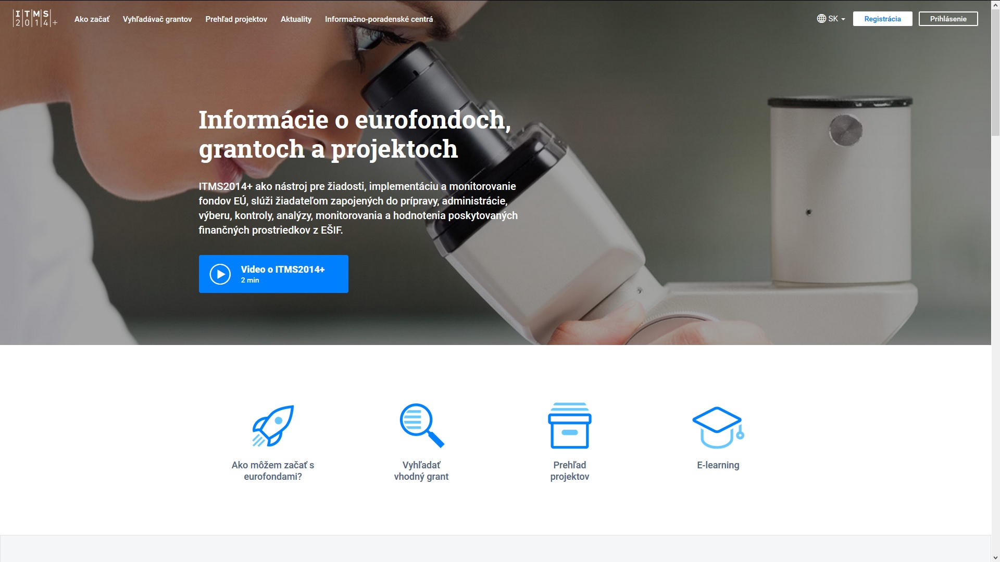 ITMS
2014+
Ako začať
Vyhľadávač grantov
Prehľad projektov
Aktuality
Informačno-poradenské centrá
SK
Registrácia
Prihlásenie
Informácie o eurofondoch,
grantoch a projektoch
ITMS2014+ ako nástroj pre žiadosti, implementáciu a monitorovanie
fondov EÚ, slúži žiadateľom zapojených do prípravy, administrácie,
výberu, kontroly, analýzy, monitorovania a hodnotenia poskytovaných
finančných prostriedkov z EŠIF.
Video o ITMS2014+
2 min
Ako môžem začať s
eurofondami?
Vyhľadať
vhodný grant
Prehľad
projektov
E-learning